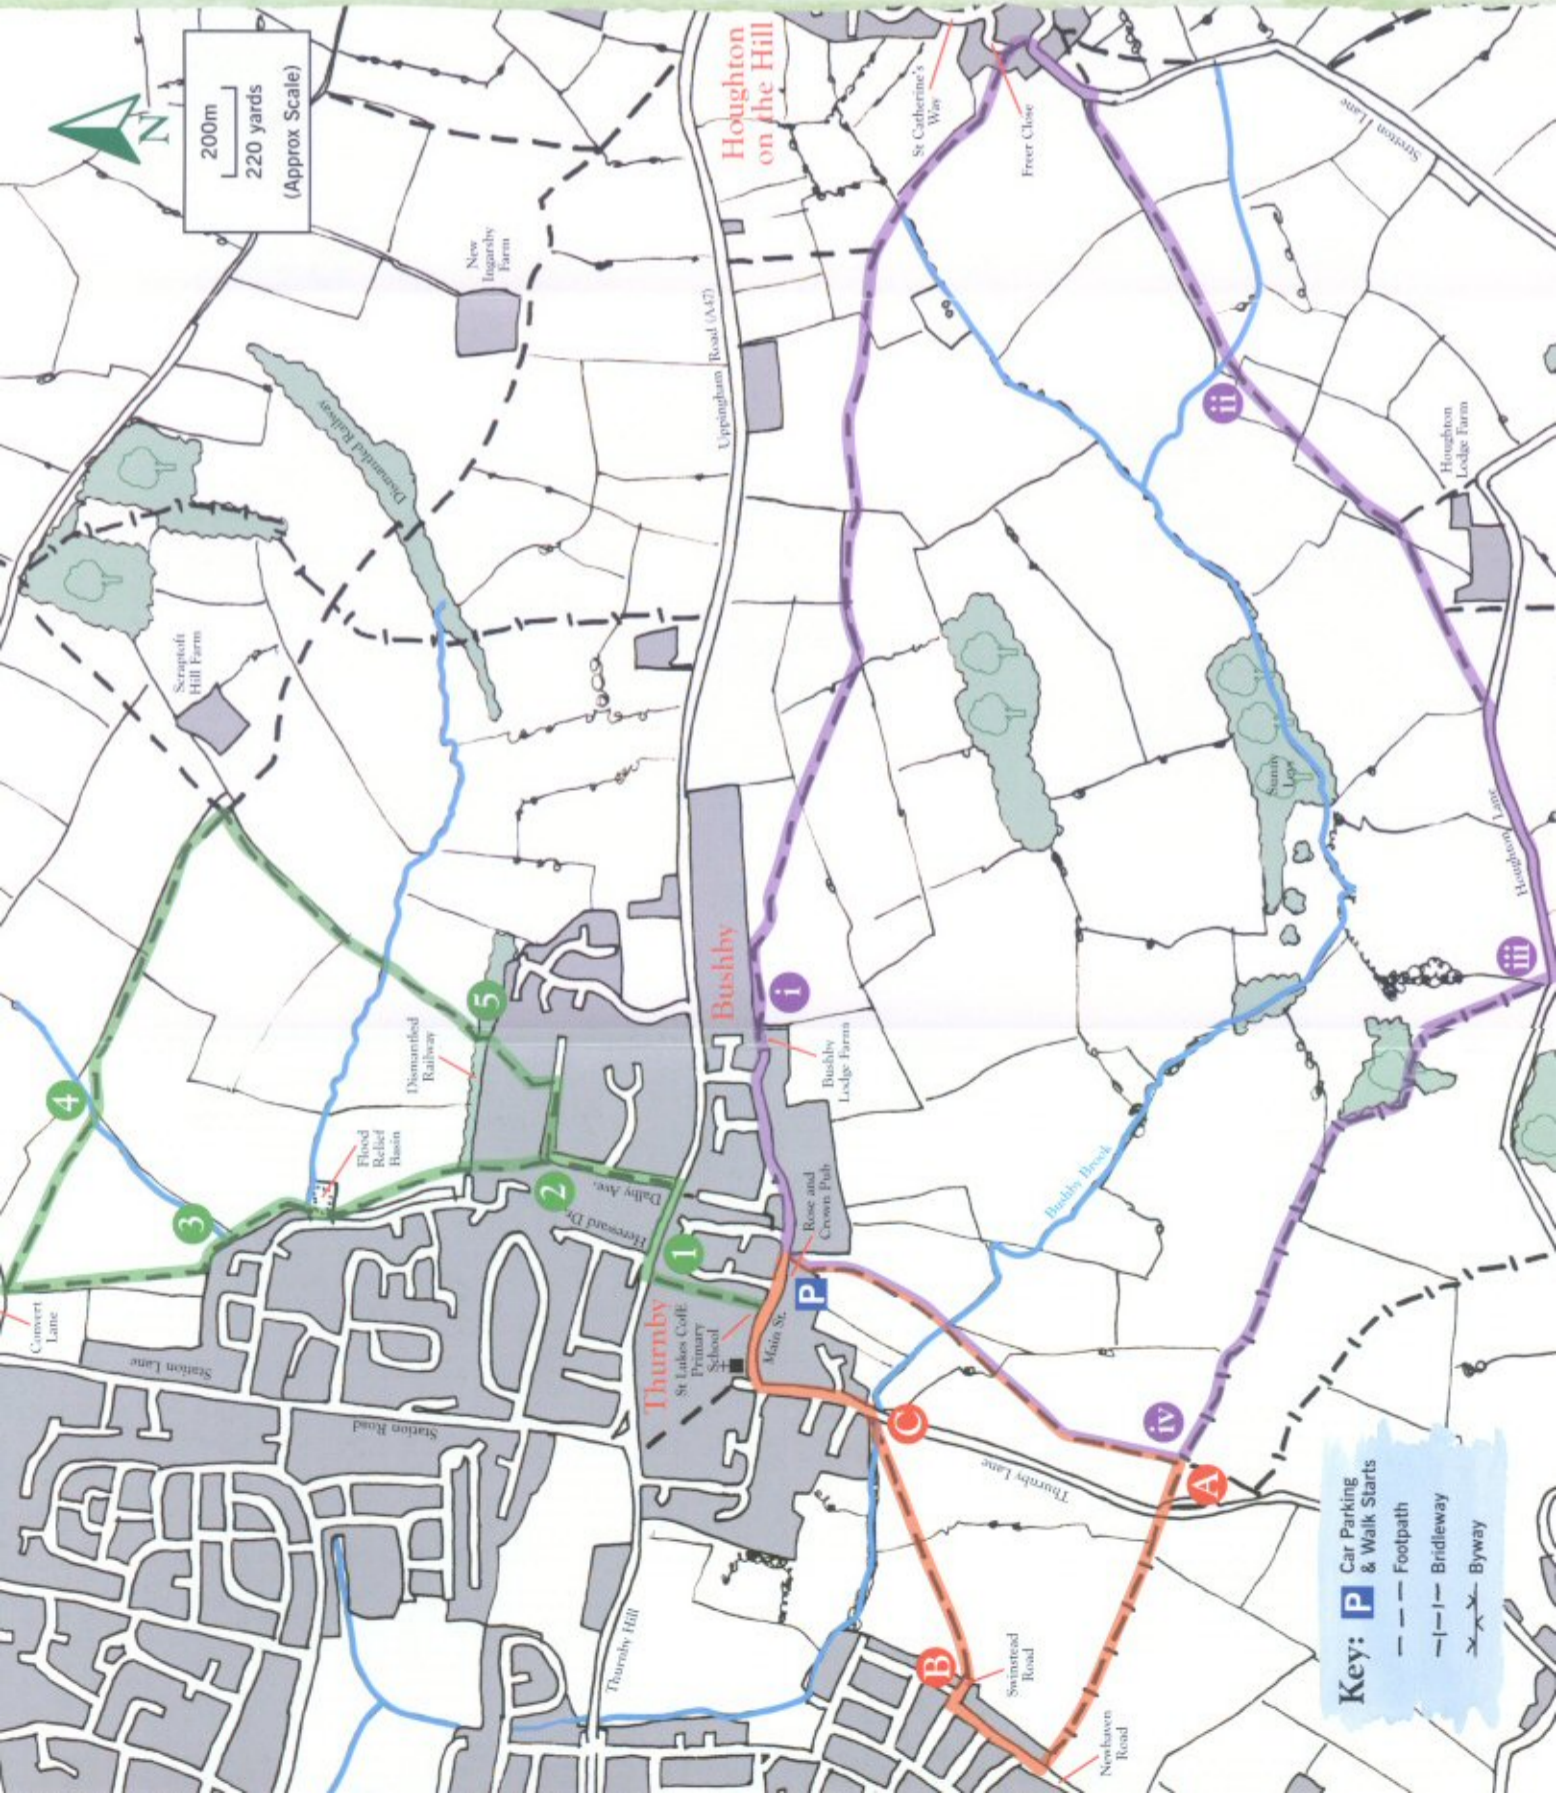 Convert
Lane
Station Lane
Station Road
4
3
Flood
Relief
Basin
Dismantled
Railway
5
2
Hereward Dr.
Dalby Ave.
1
Scraptoft
Hill Farm
Dismantled Railway
New
Ingarsby
Farm
200m
220 yards
(Approx Scale)
N
Thurnby Hill
Thurnby
St Lukes CofE
Primary
School
Main St.
P
Rose and
Crown Pub
Bushby
i
Bushby
Lodge Farm
Uppingham Road (A47)
Houghton
on the Hill
St Catherine's
Way
Freer Close
Stretton Lane
B
Swinstead
Road
Newhaven
Road
C
Thurnby Lane
A
iv
Bushby Brook
Sunny
Leys
iii
Houghton Lane
Houghton
Lodge Farm
ii
Key:
P Car Parking
& Walk Starts
Footpath
Bridleway
Byway